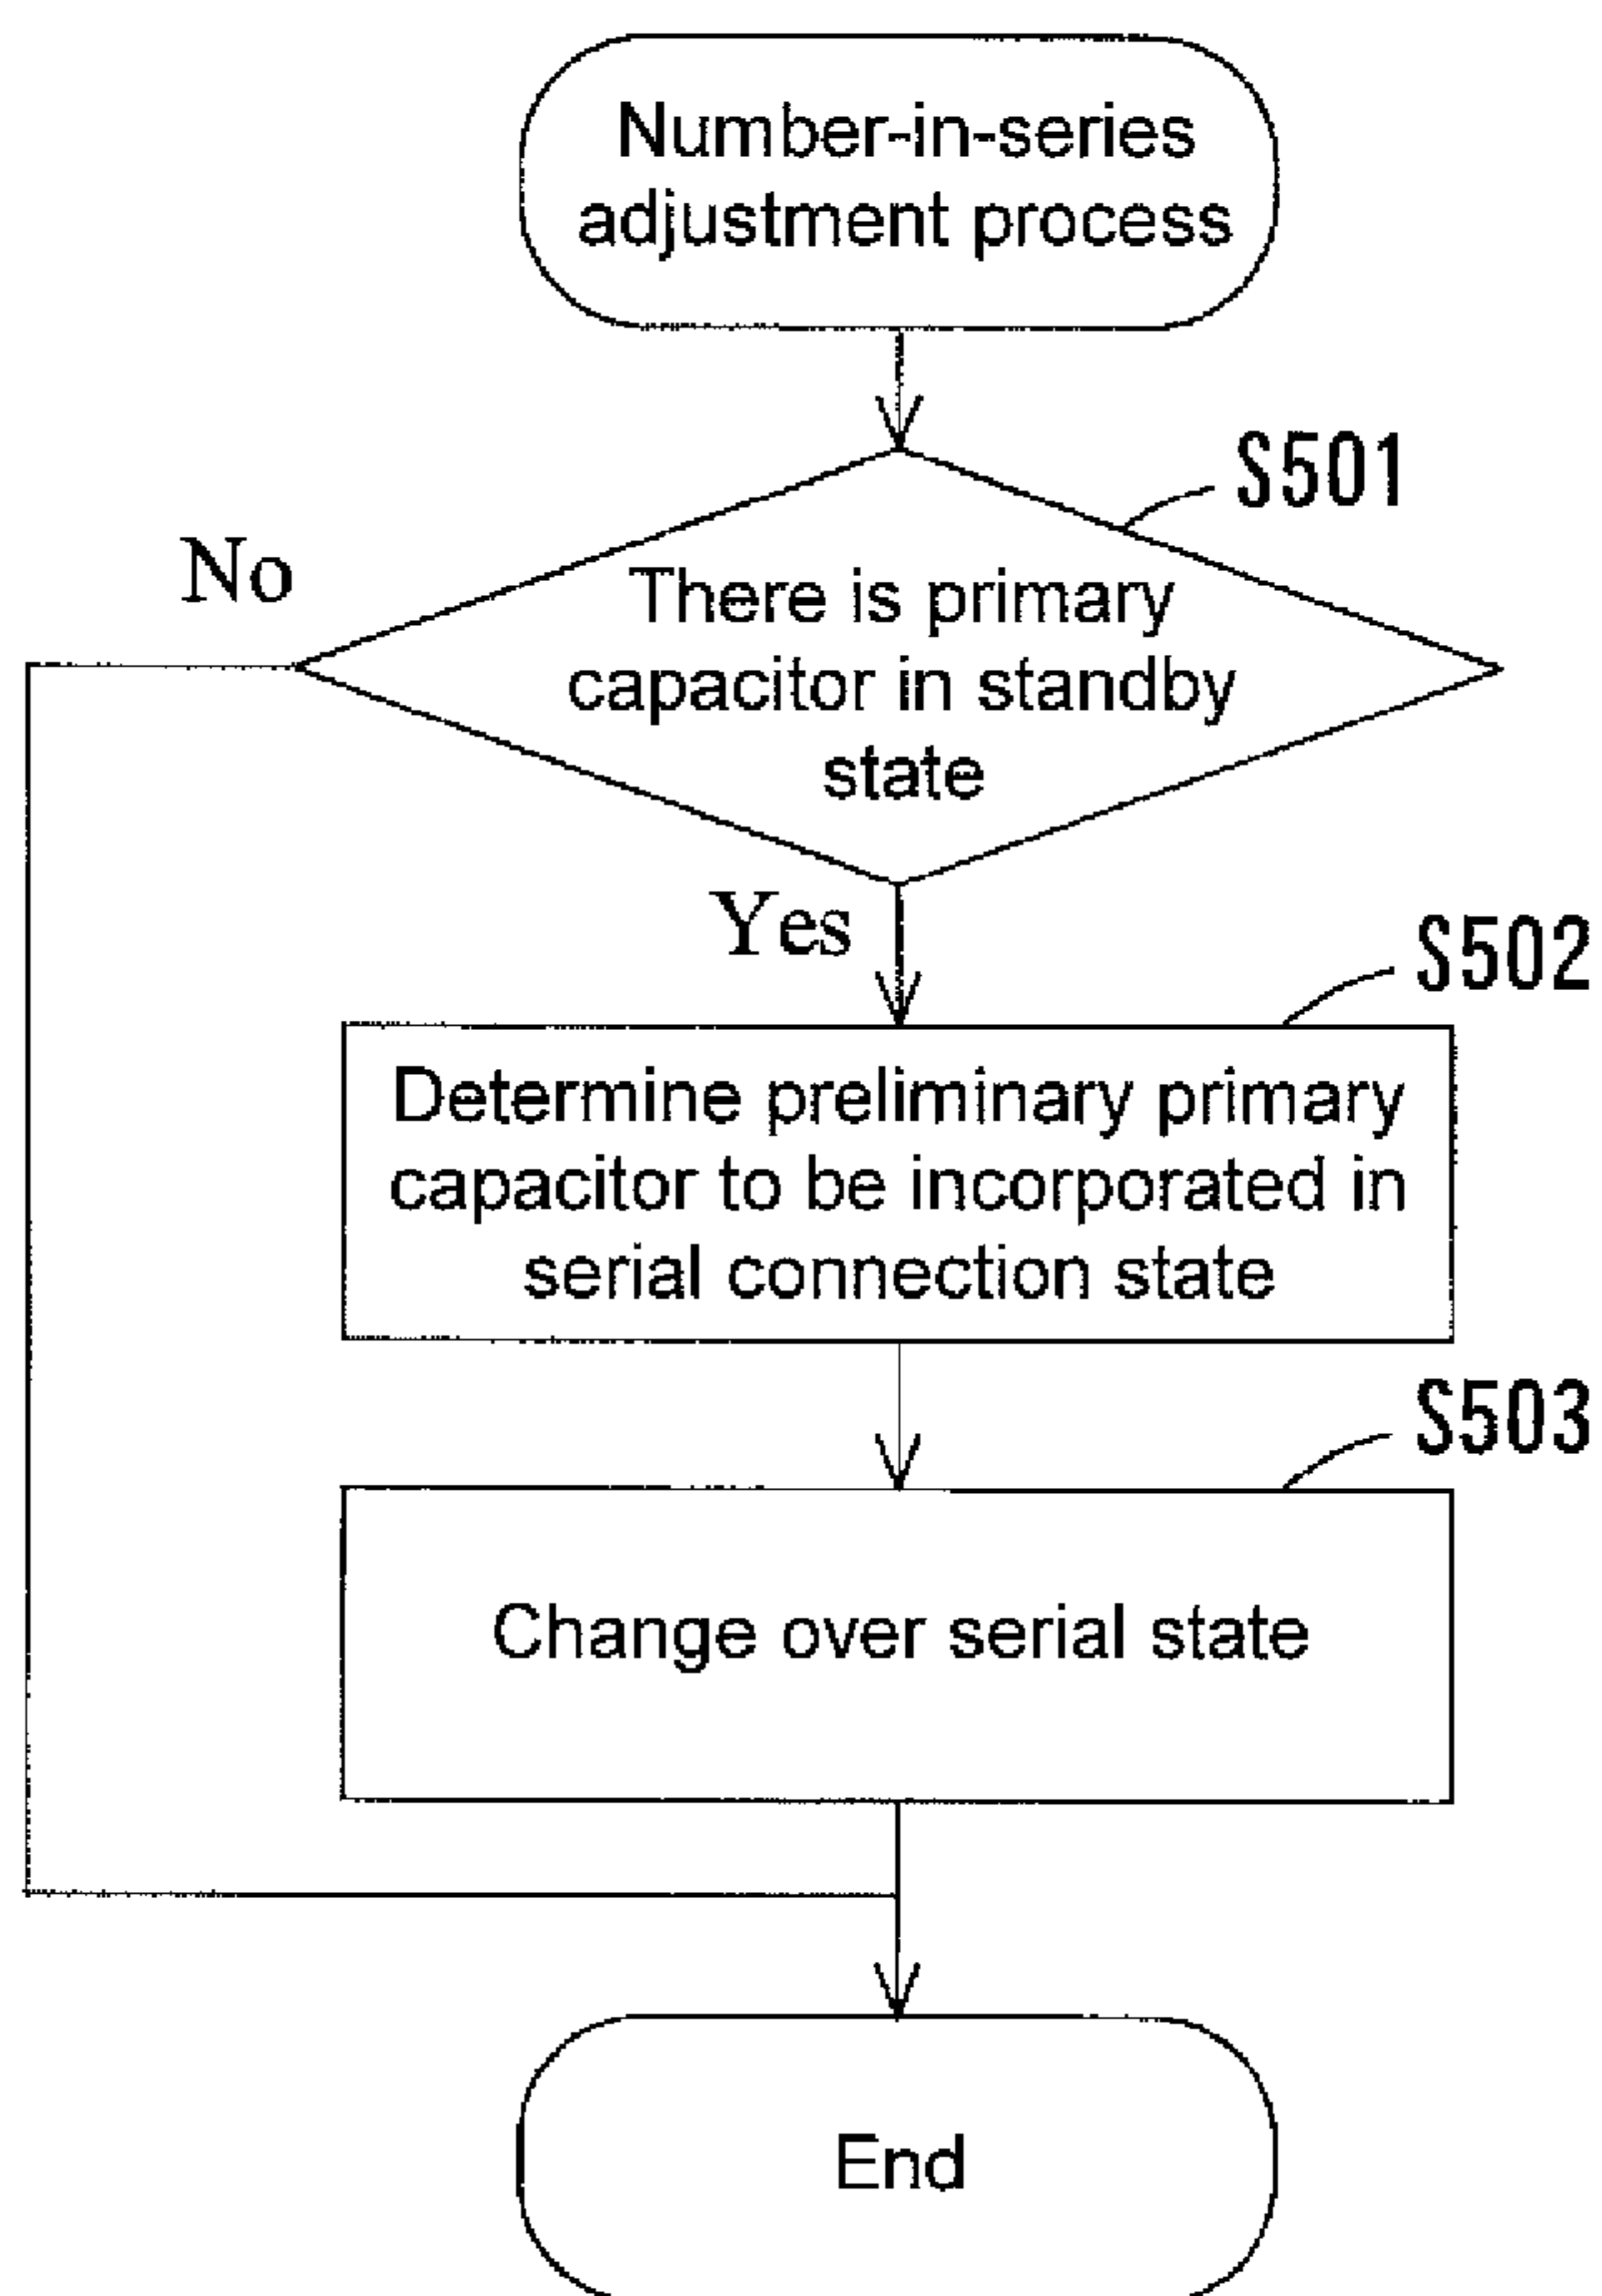 Number-in-series
adjustment process
S501
No
There is primary
capacitor in standby
state
Yes
S502
Determine preliminary primary
capacitor to be incorporated in
serial connection state
S503
Change over serial state
End